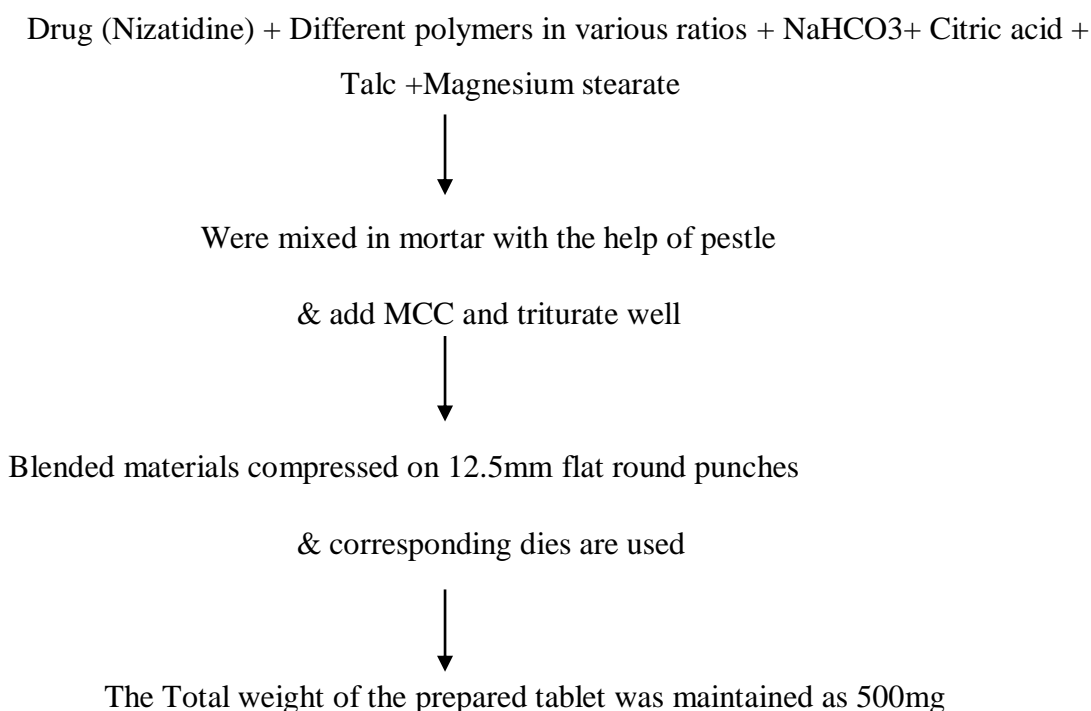 Drug (Nizatidine) + Different polymers in various ratios + NaHCO3+ Citric acid +
Talc +Magnesium stearate
Were mixed in mortar with the help of pestle
& add MCC and triturate well
Blended materials compressed on 12.5mm flat round punches
& corresponding dies are used
The Total weight of the prepared tablet was maintained as 500mg